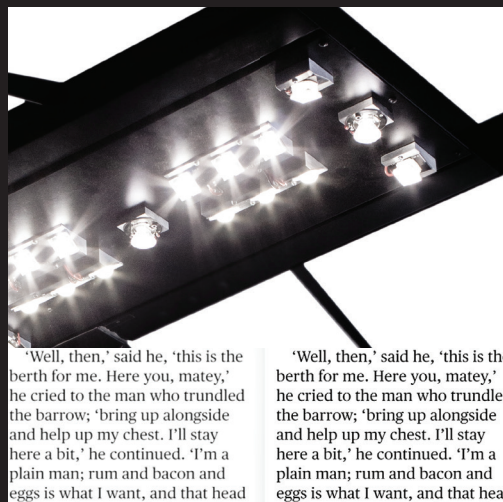 ‘Well, then,’ said he, ‘this is the
berth for me. Here you, matey,’
he cried to the man who trundled
the barrow; ‘bring up alongside
and help up my chest. I’ll stay
here a bit,’ he continued. ‘I’m a
plain man; rum and bacon and
eggs is what I want, and that head
‘Well, then,’ said he, ‘this is the
berth for me. Here you, matey,’
he cried to the man who trundle
the barrow; ‘bring up alongside
and help up my chest. I’ll stay
here a bit,’ he continued. ‘I’m a
plain man; rum and bacon and
eggs is what I want, and that hea